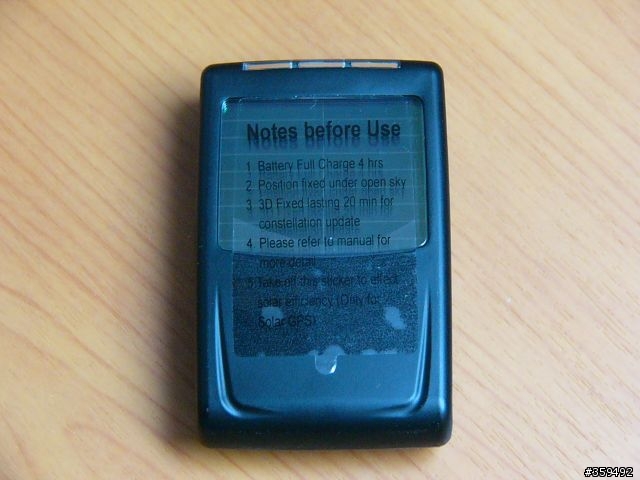 Notes before Use
1. Battery Full Charge 4 hrs
2. Position fixed under open sky
3. 3D Fixed lasting 20 min for
constellation update
4. Please refer to manual for
more detail
5. Take off this sticker to effect
solar efficiency (Only for
Solar GPS)
#859492